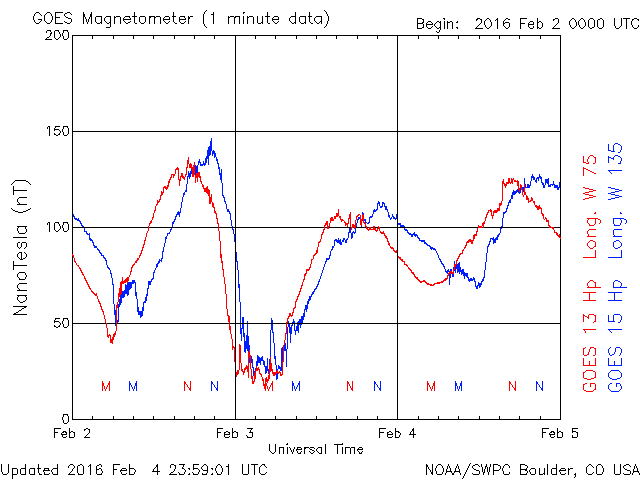 GOES Magnetometer (1 minute data)
Begin: 2016 Feb 2 0000 UTC
200
150
100
50
0
NanoTesla (nT)
M M N N M M N N M M N N
Feb 2 Feb 3 Feb 4 Feb 5
Universal Time
GOES 13 Hp Long. W 75
GOES 15 Hp Long. W 135
Updated 2016 Feb 4 23:59:01 UTC
NOAA/SWPC Boulder, CO USA